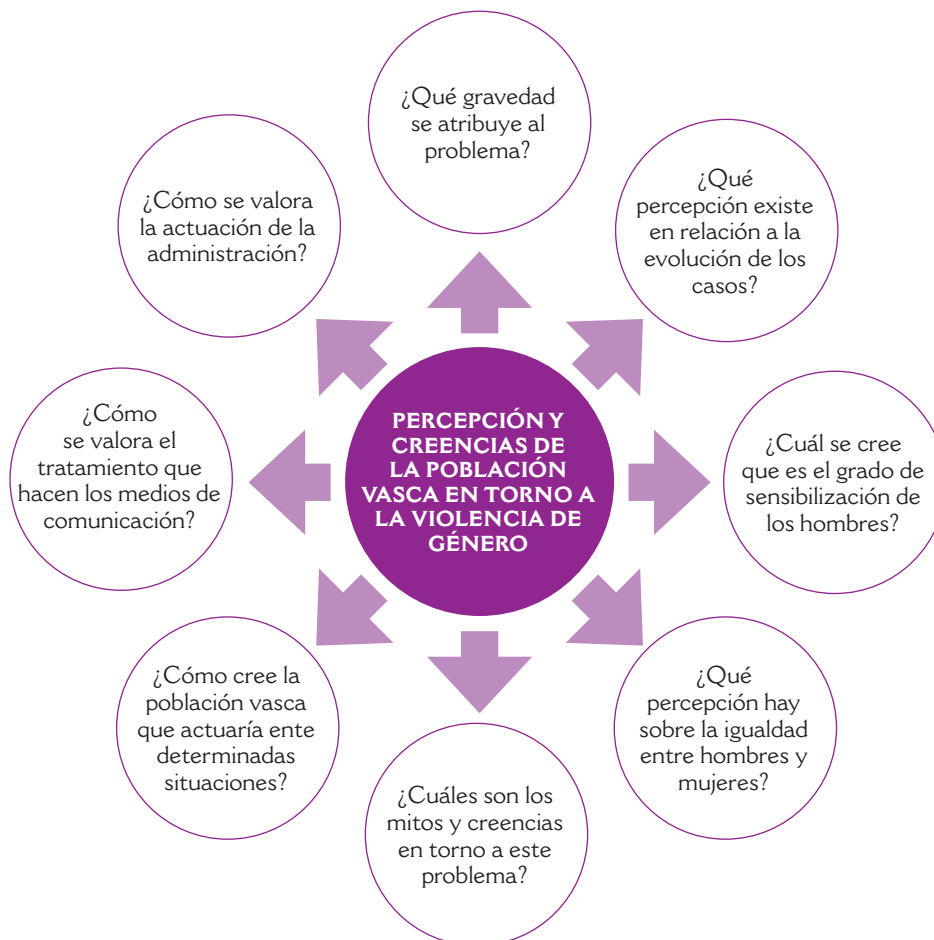 ¿Qué gravedad
se atribuye al
problema?
¿Qué
percepción existe
en relación a la
evolución de los
casos?
¿Cuál se cree
que es el grado de
sensibilización de
los hombres?
¿Qué
percepción hay
sobre la igualdad
entre hombres y
mujeres?
¿Cuáles son los
mitos y creencias
en torno a este
problema?
¿Cómo cree la
población vasca
que actuaría ente
determinadas
situaciones?
¿Cómo
se valora el
tratamiento que
hacen los medios de
comunicación?
¿Cómo se valora
la actuación de la
administración?
PERCEPCIÓN Y
CREENCIAS DE
LA POBLACIÓN
VASCA EN TORNO A
LA VIOLENCIA DE
GÉNERO